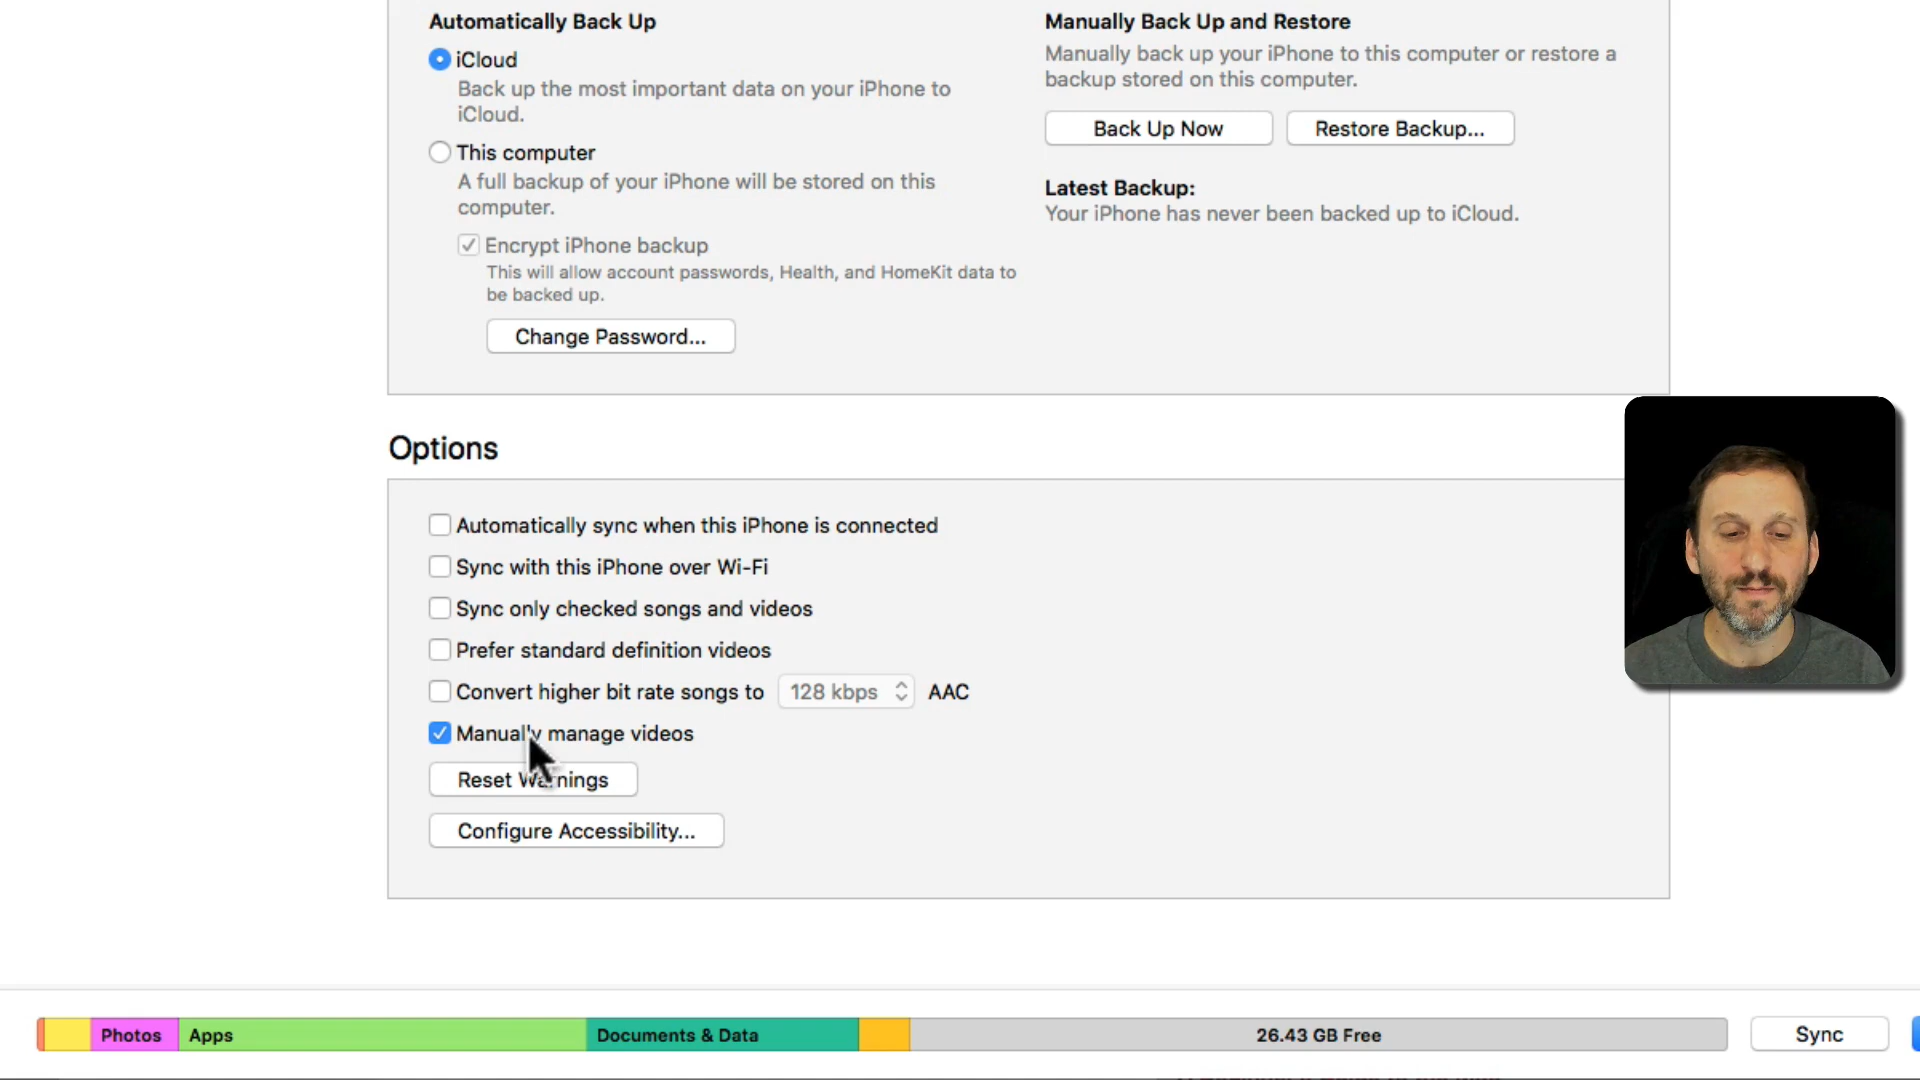 Automatically Back Up
iCloud
Back up the most important data on your iPhone to
iCloud.
This computer
A full backup of your iPhone will be stored on this
computer.
Encrypt iPhone backup
This will allow account passwords, Health, and HomeKit data to
be backed up.
Change Password...
Manually Back Up and Restore
Manually back up your iPhone to this computer or restore a
backup stored on this computer.
Back Up Now
Restore Backup...
Latest Backup:
Your iPhone has never been backed up to iCloud.
Options
Automatically sync when this iPhone is connected
Sync with this iPhone over Wi-Fi
Sync only checked songs and videos
Prefer standard definition videos
Convert higher bit rate songs to 128 kbps AAC
Manually manage videos
Reset Warnings
Configure Accessibility...
Photos
Apps
Documents & Data
26.43 GB Free
Sync